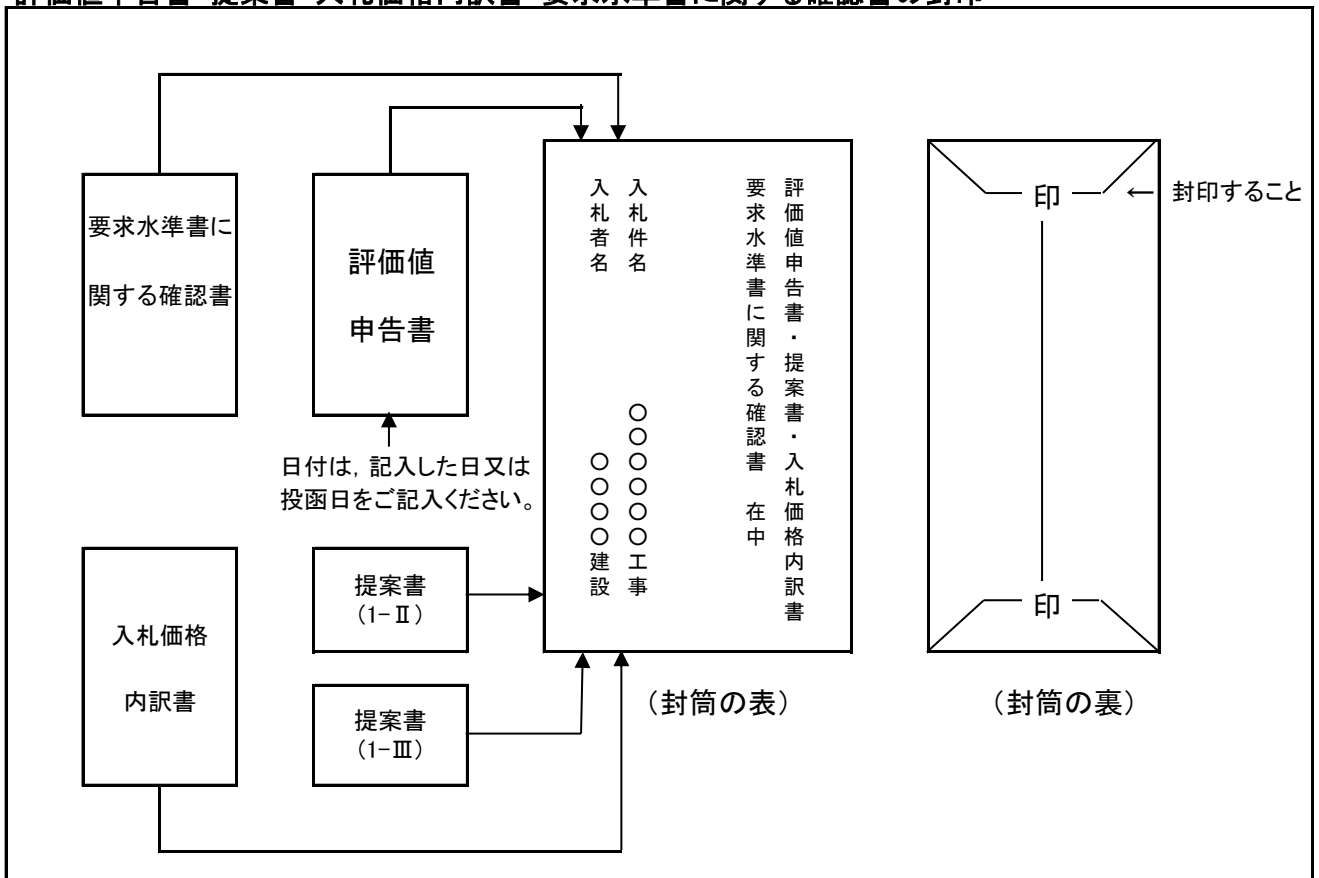 評価値申告書・提案書・入札価格内訳書・要求水準書に関する確認書の封印
要求水準書に
関する確認書
評価値
申告書
日付は，記入した日又は
投函日をご記入ください。
入札価格
内訳書
提案書
(1-Ⅱ)
提案書
(1-Ⅲ)
評価値申告書・提案書・入札価格内訳書
要求水準書に関する確認書　在中
入札件名　〇〇〇〇〇〇工事
入札者名　〇〇〇〇建設
（封筒の表）
印
← 封印すること
印
（封筒の裏）